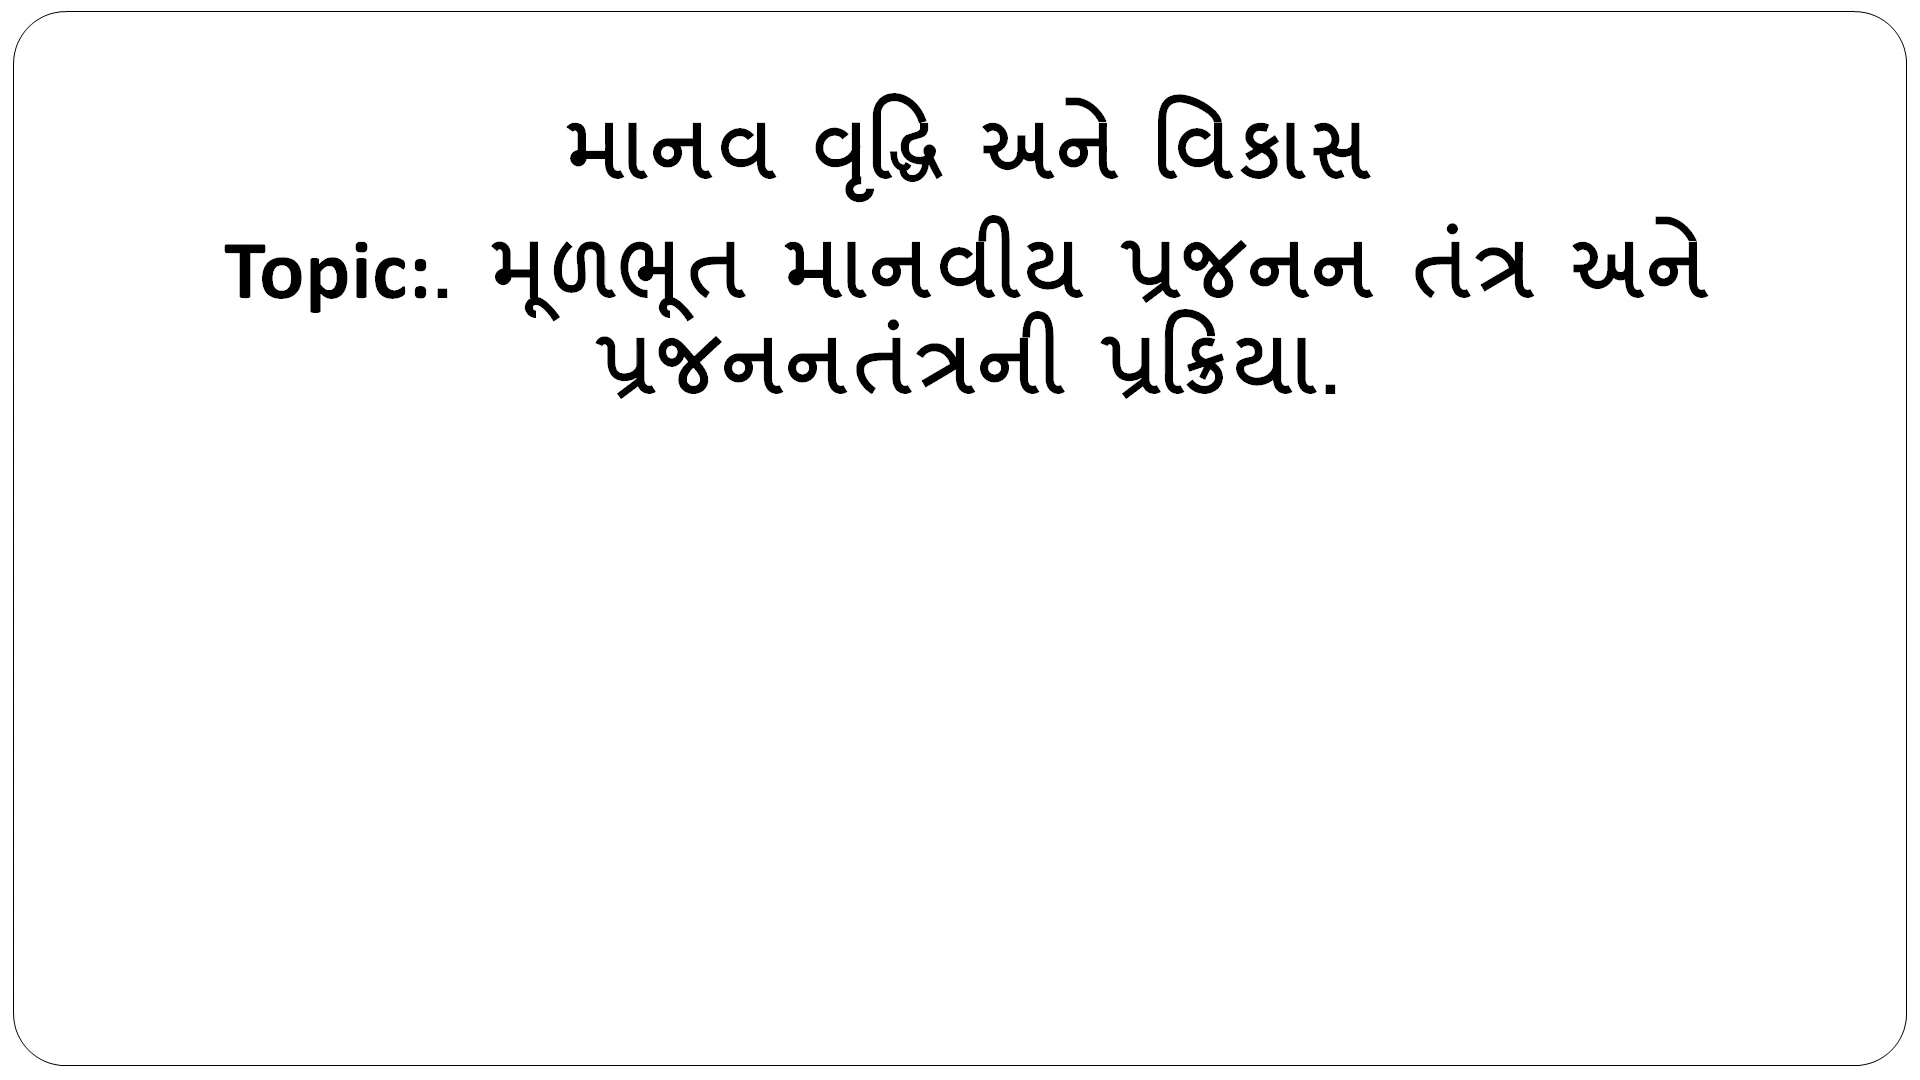 માનવ વૃદ્ધિ અને વિકાસ
Topic:. મૂળભૂત માનવીય પ્રજનન તંત્ર અને
પ્રજનનતંત્રની પ્રક્રિયા.